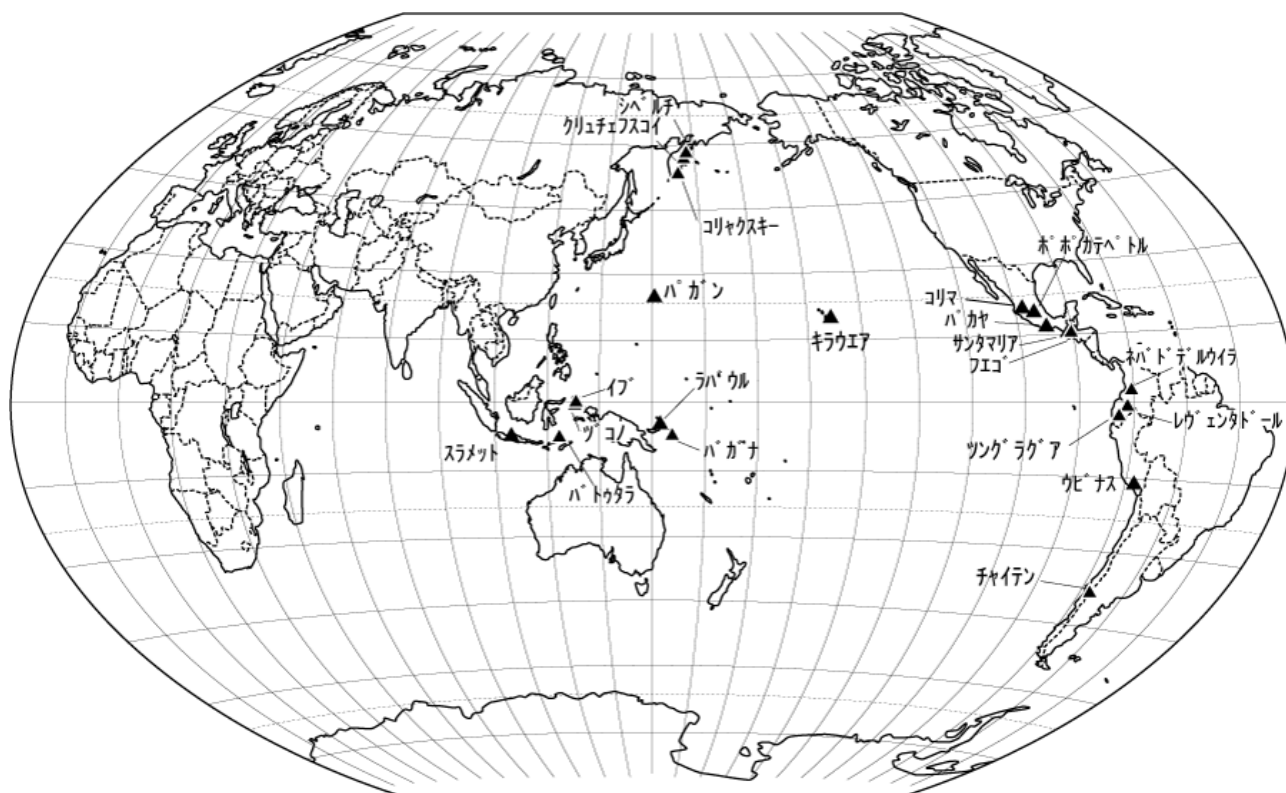 シベルチ
クリュチェフスコイ
コリャクスキー
ポポカテペトル
パガン
コリマ
パカヤ
キラウエア
サンタマリア
フエゴ
ネバドデルウイラ
イブ
ラバウル
レヴェンタドール
ドゥコノ
スラメット
バガナ
ツングラグア
バトゥタラ
ウビナス
チャイテン